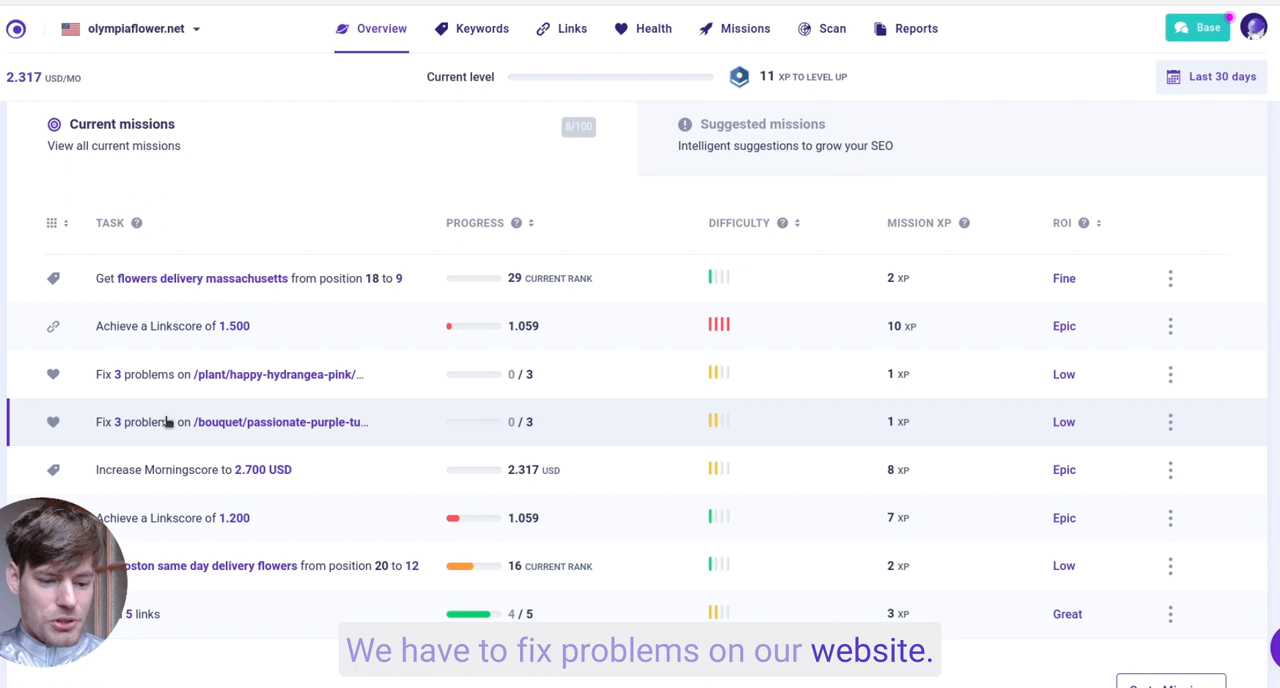 olympiaflower.net
Overview
Keywords
Links
Health
Missions
Scan
Reports
Base
2.317 USD/MO
Current level
11 XP TO LEVEL UP
Last 30 days
Current missions
8/100
View all current missions
Suggested missions
Intelligent suggestions to grow your SEO
TASK PROGRESS DIFFICULTY MISSION XP ROI
Get flowers delivery massachusetts from position 18 to 9 29 CURRENT RANK 2 XP Fine
Achieve a Linkscore of 1.500 1.059 10 XP Epic
Fix 3 problems on /plant/happy-hydrangea-pink/... 0 / 3 1 XP Low
Fix 3 problems on /bouquet/passionate-purple-tu... 0 / 3 1 XP Low
Increase Morningscore to 2.700 USD 2.317 USD 8 XP Epic
Achieve a Linkscore of 1.200 1.059 7 XP Epic
oston same day delivery flowers from position 20 to 12 16 CURRENT RANK 2 XP Low
5 links 4 / 5 3 XP Great
We have to fix problems on our website.